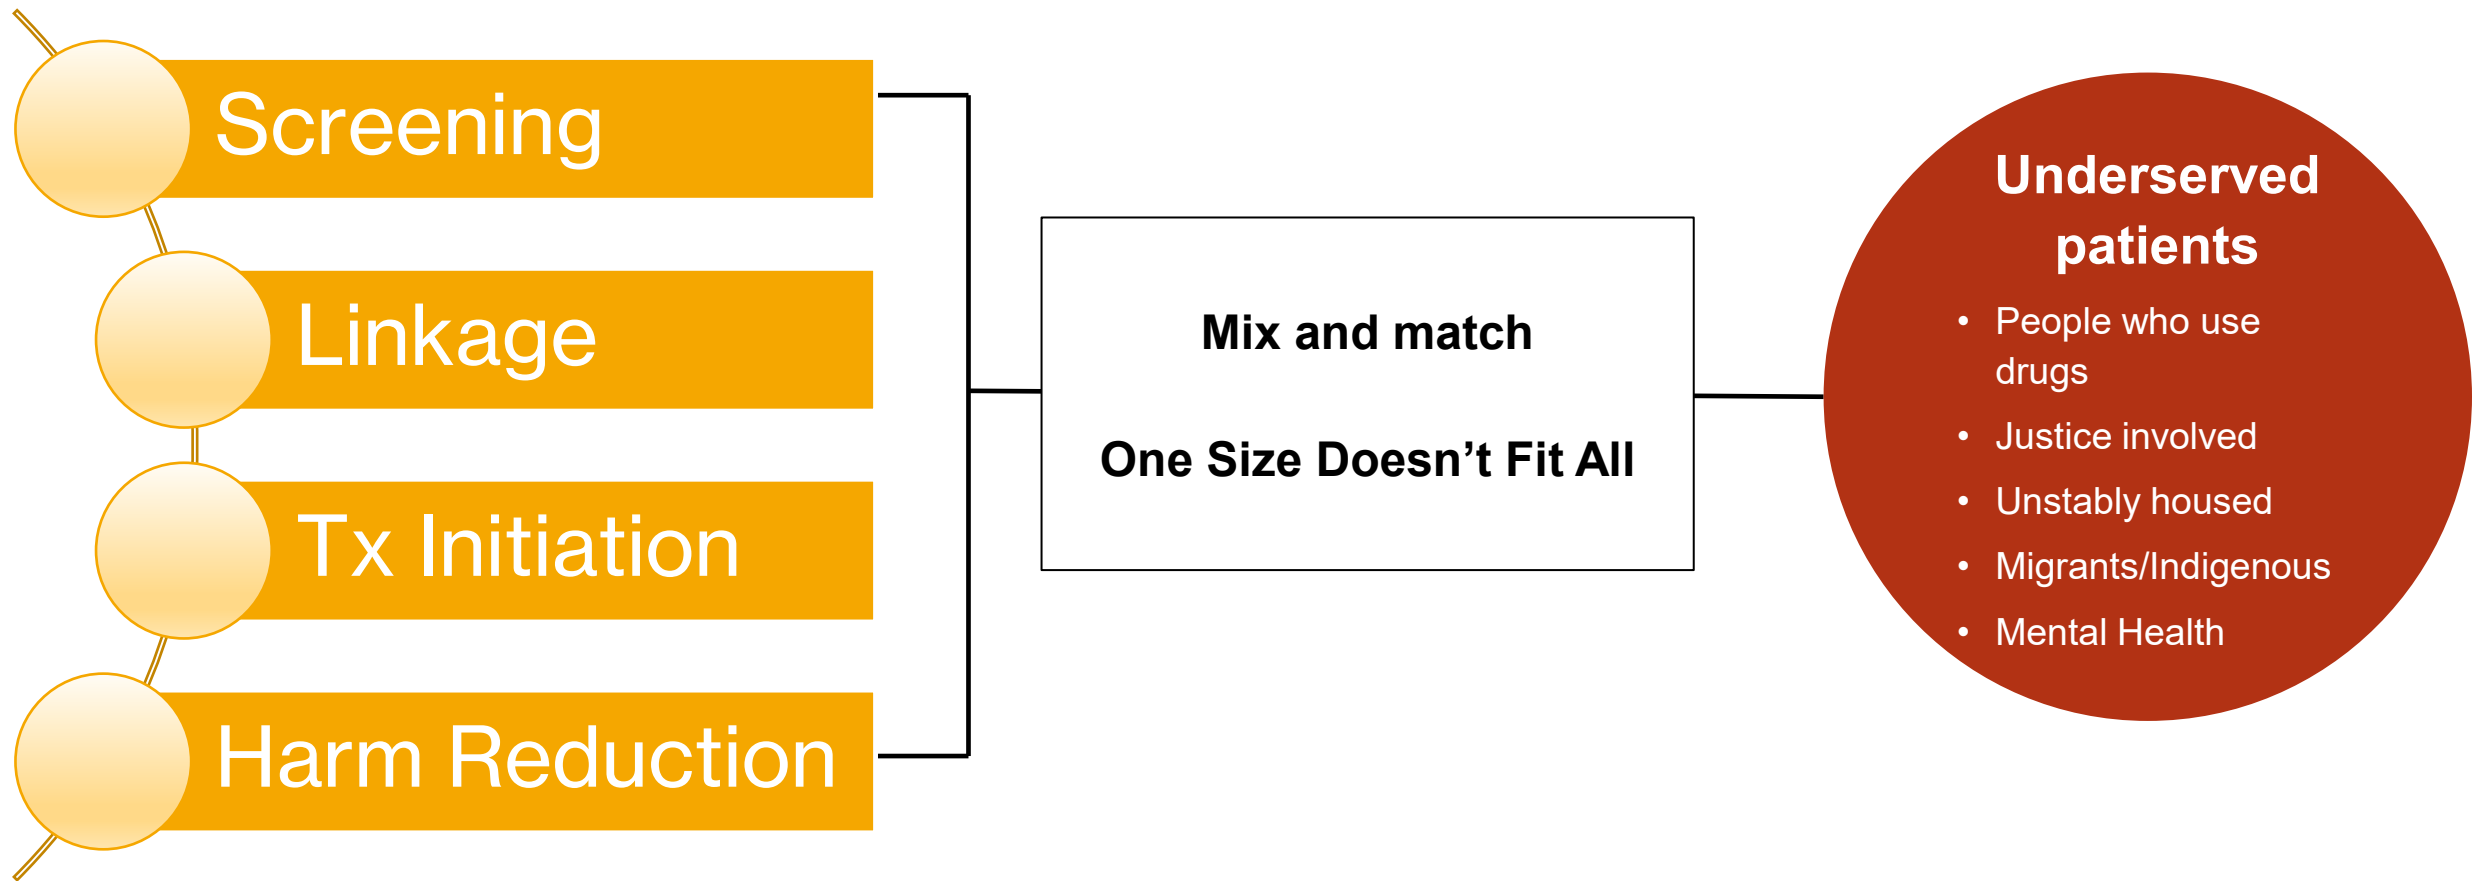 Screening
Linkage
Tx Initiation
Harm Reduction
Mix and match
One Size Doesn’t Fit All
Underserved
patients
• People who use
drugs
• Justice involved
• Unstably housed
• Migrants/Indigenous
• Mental Health